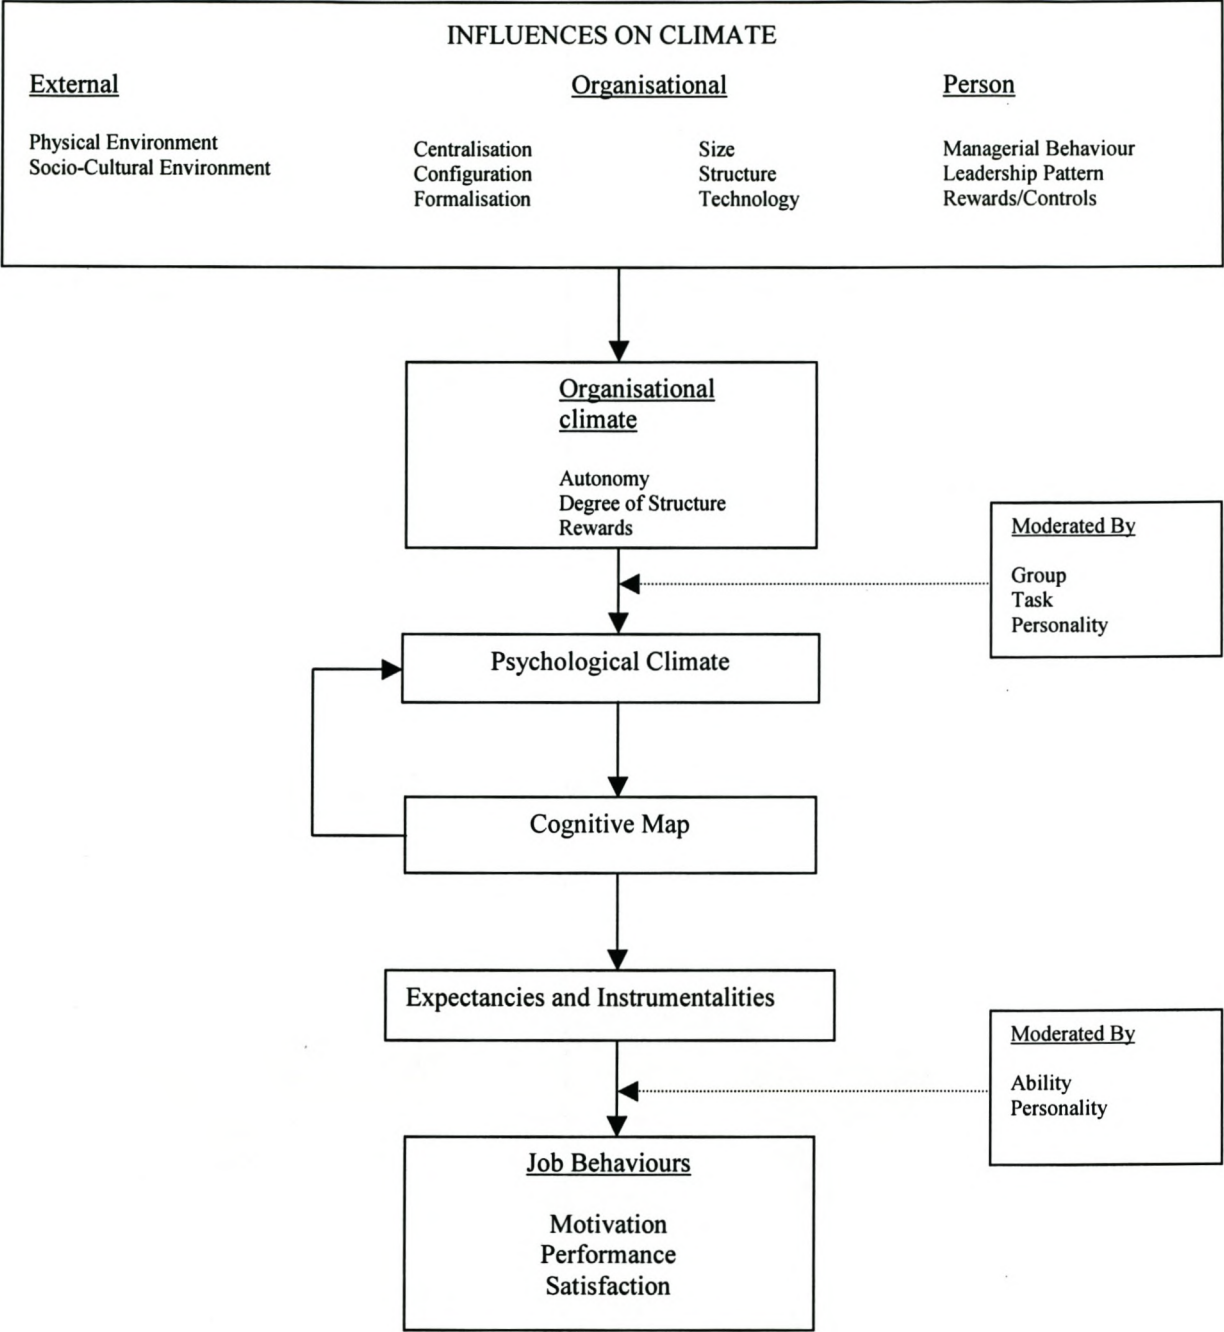 INFLUENCES ON CLIMATE
External
Physical Environment
Socio-Cultural Environment
Organisational
Centralisation
Configuration
Formalisation
Size
Structure
Technology
Person
Managerial Behaviour
Leadership Pattern
Rewards/Controls
Organisational
climate
Autonomy
Degree of Structure
Rewards
Moderated By
Group
Task
Personality
Psychological Climate
Cognitive Map
Expectancies and Instrumentalities
Moderated By
Ability
Personality
Job Behaviours
Motivation
Performance
Satisfaction